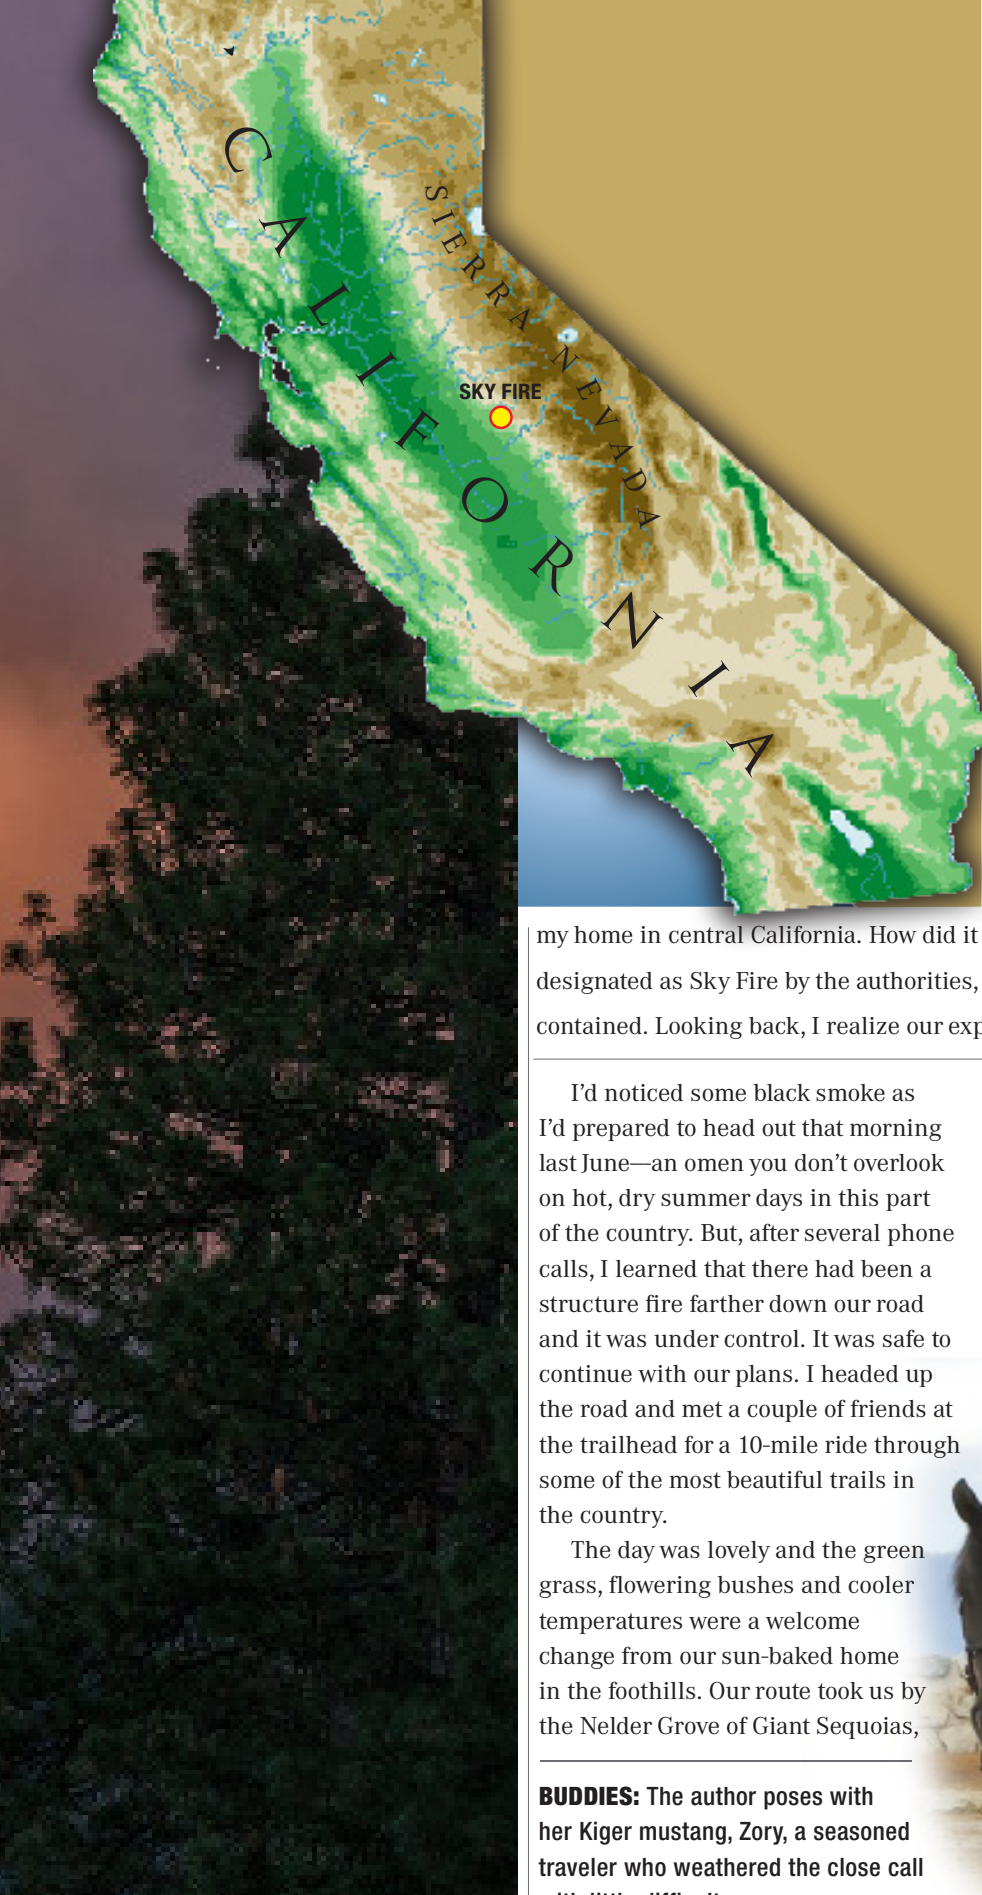 CALIFORNIA
SIERRA NEVADA
SKY FIRE
my home in central California. How did it
designated as Sky Fire by the authorities,
contained. Looking back, I realize our exp
I’d noticed some black smoke as
I’d prepared to head out that morning
last June—an omen you don’t overlook
on hot, dry summer days in this part
of the country. But, after several phone
calls, I learned that there had been a
structure fire farther down our road
and it was under control. It was safe to
continue with our plans. I headed up
the road and met a couple of friends at
the trailhead for a 10-mile ride through
some of the most beautiful trails in
the country.
The day was lovely and the green
grass, flowering bushes and cooler
temperatures were a welcome
change from our sun-baked home
in the foothills. Our route took us by
the Nelder Grove of Giant Sequoias,
BUDDIES: The author poses with
her Kiger mustang, Zory, a seasoned
traveler who weathered the close call